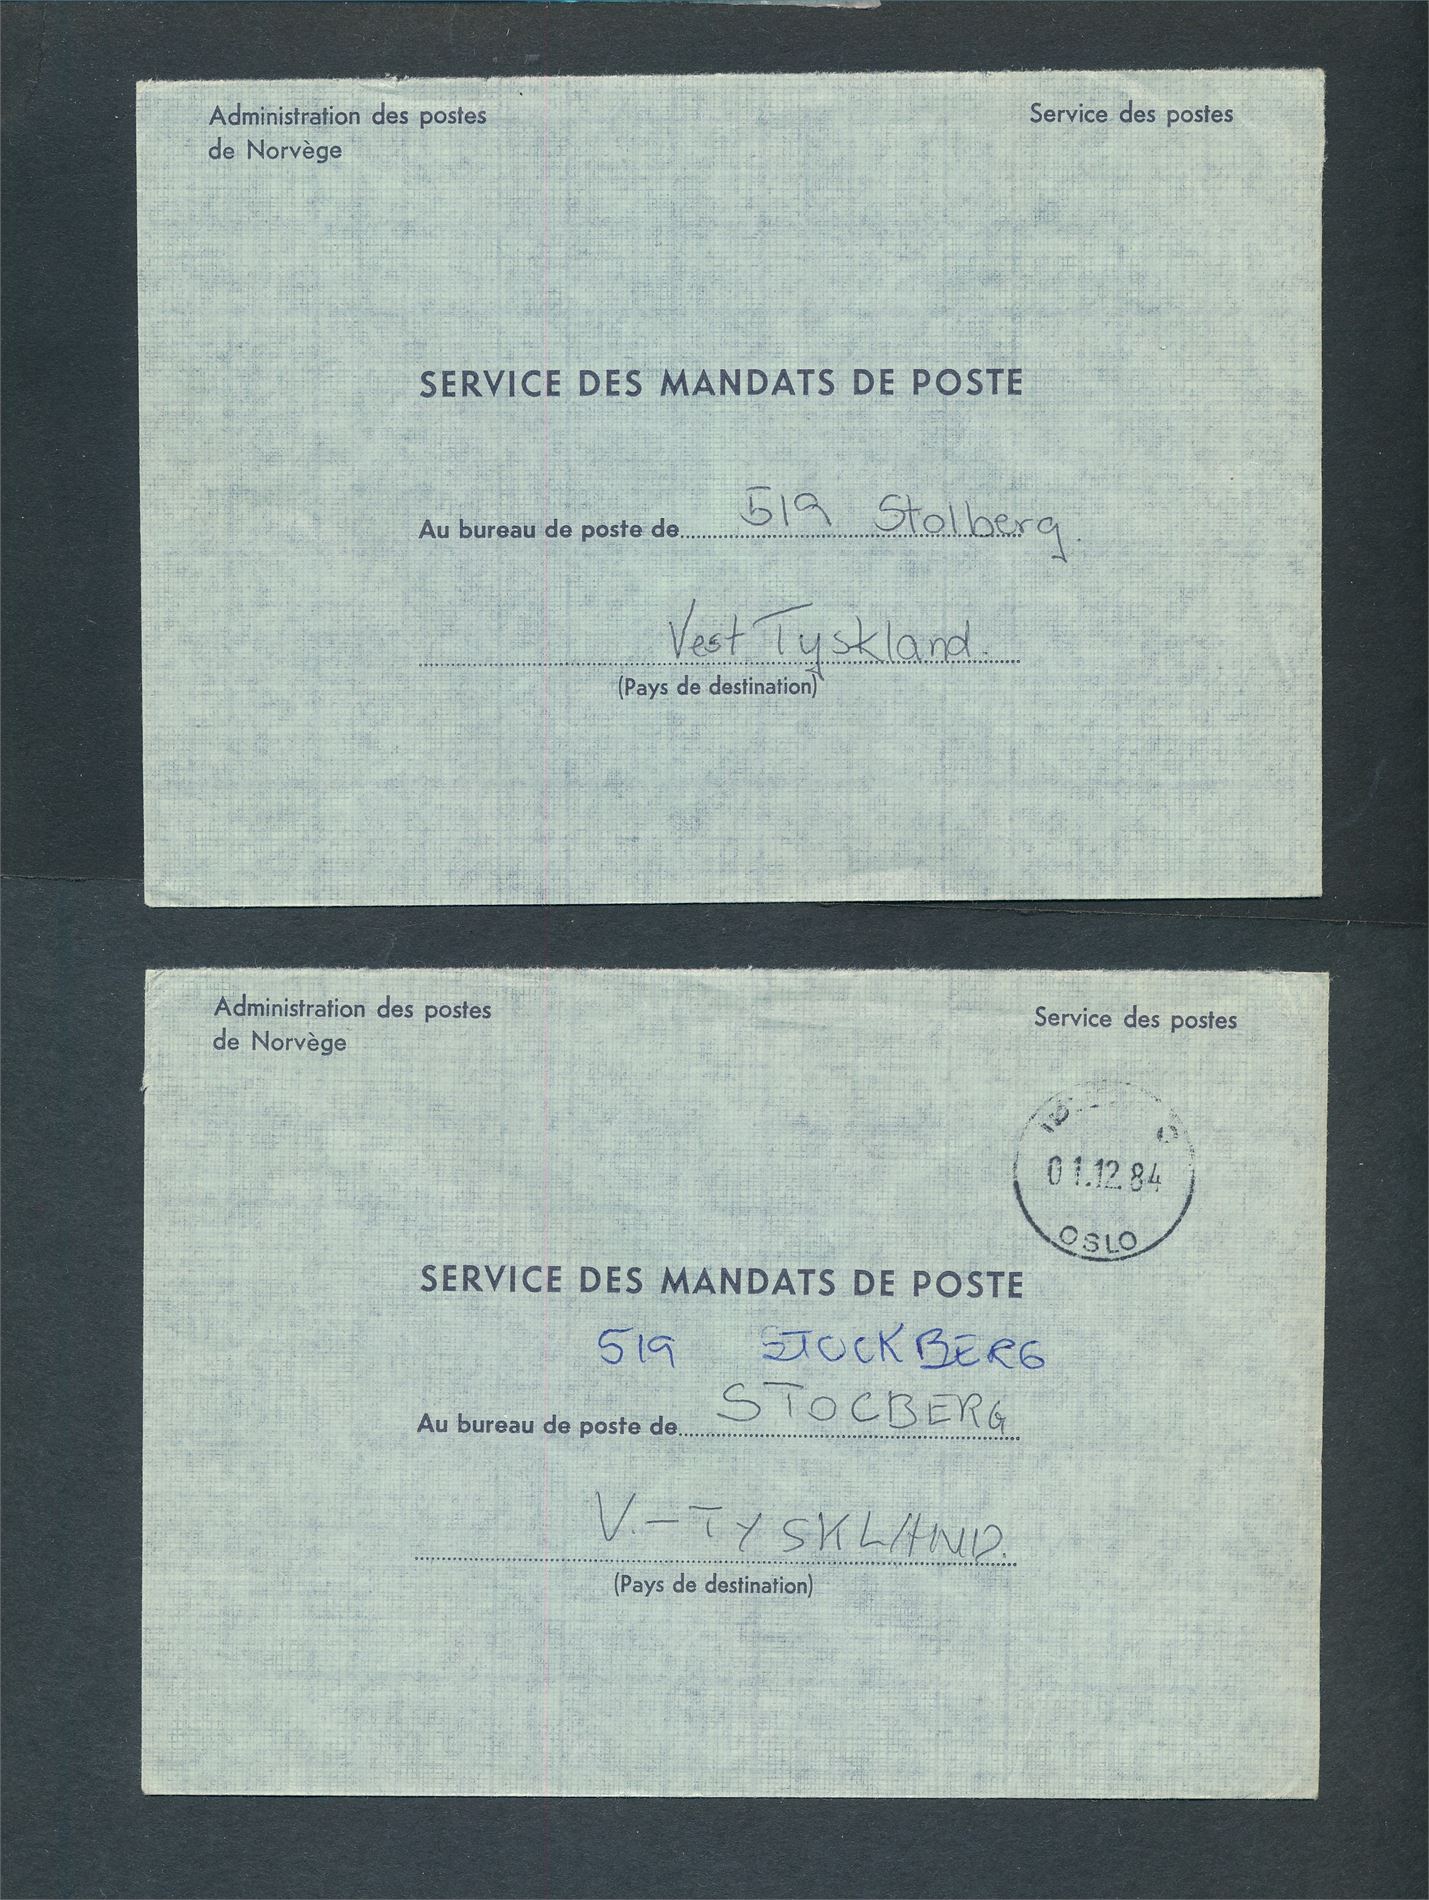 Administration des postes
de Norvège
Service des postes
SERVICE DES MANDATS DE POSTE
Au bureau de poste de 519 Stolberg.
Vest Tyskland.
(Pays de destination)
Administration des postes
de Norvège
Service des postes
01.12.84
OSLO
SERVICE DES MANDATS DE POSTE
519 STOCKBERG
Au bureau de poste de STOCBERG
V.-TYSKLAND.
(Pays de destination)